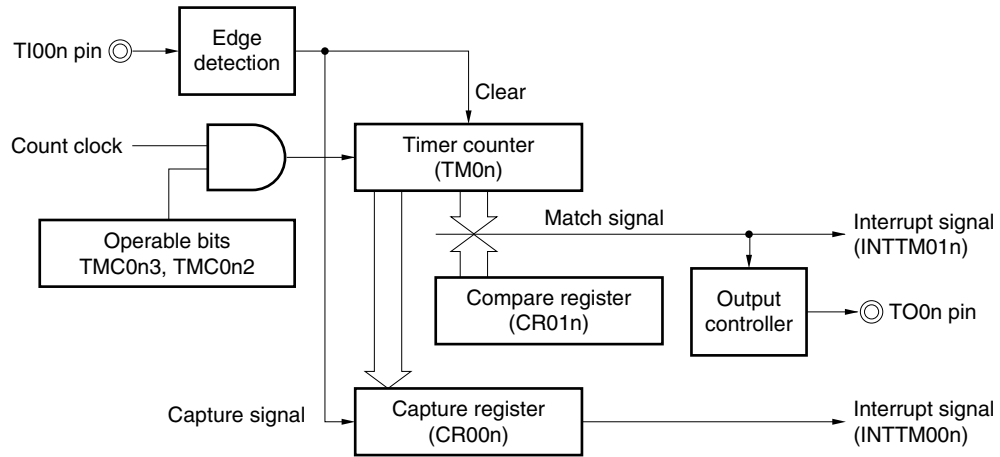 TI00n pin
Edge
detection
Clear
Count clock
Timer counter
(TM0n)
Operable bits
TMC0n3, TMC0n2
Match signal
Interrupt signal
(INTTM01n)
Compare register
(CR01n)
Output
controller
TO0n pin
Capture signal
Capture register
(CR00n)
Interrupt signal
(INTTM00n)